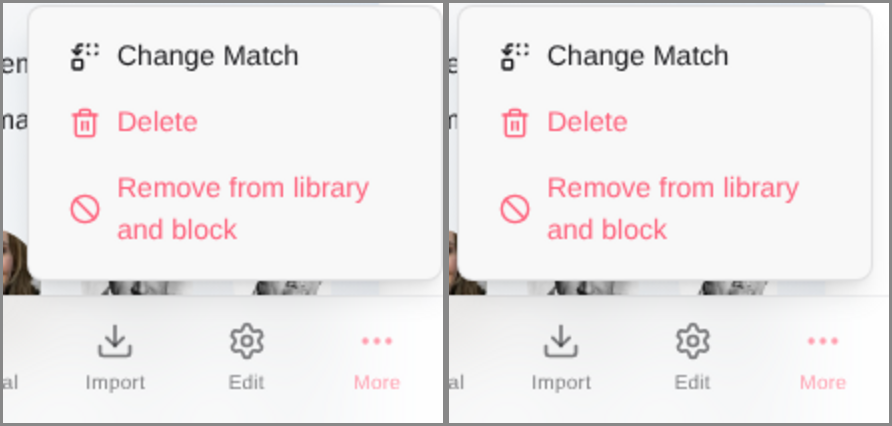 Change Match
Delete
Remove from library
and block
Import
Edit
More
Change Match
Delete
Remove from library
and block
Import
Edit
More